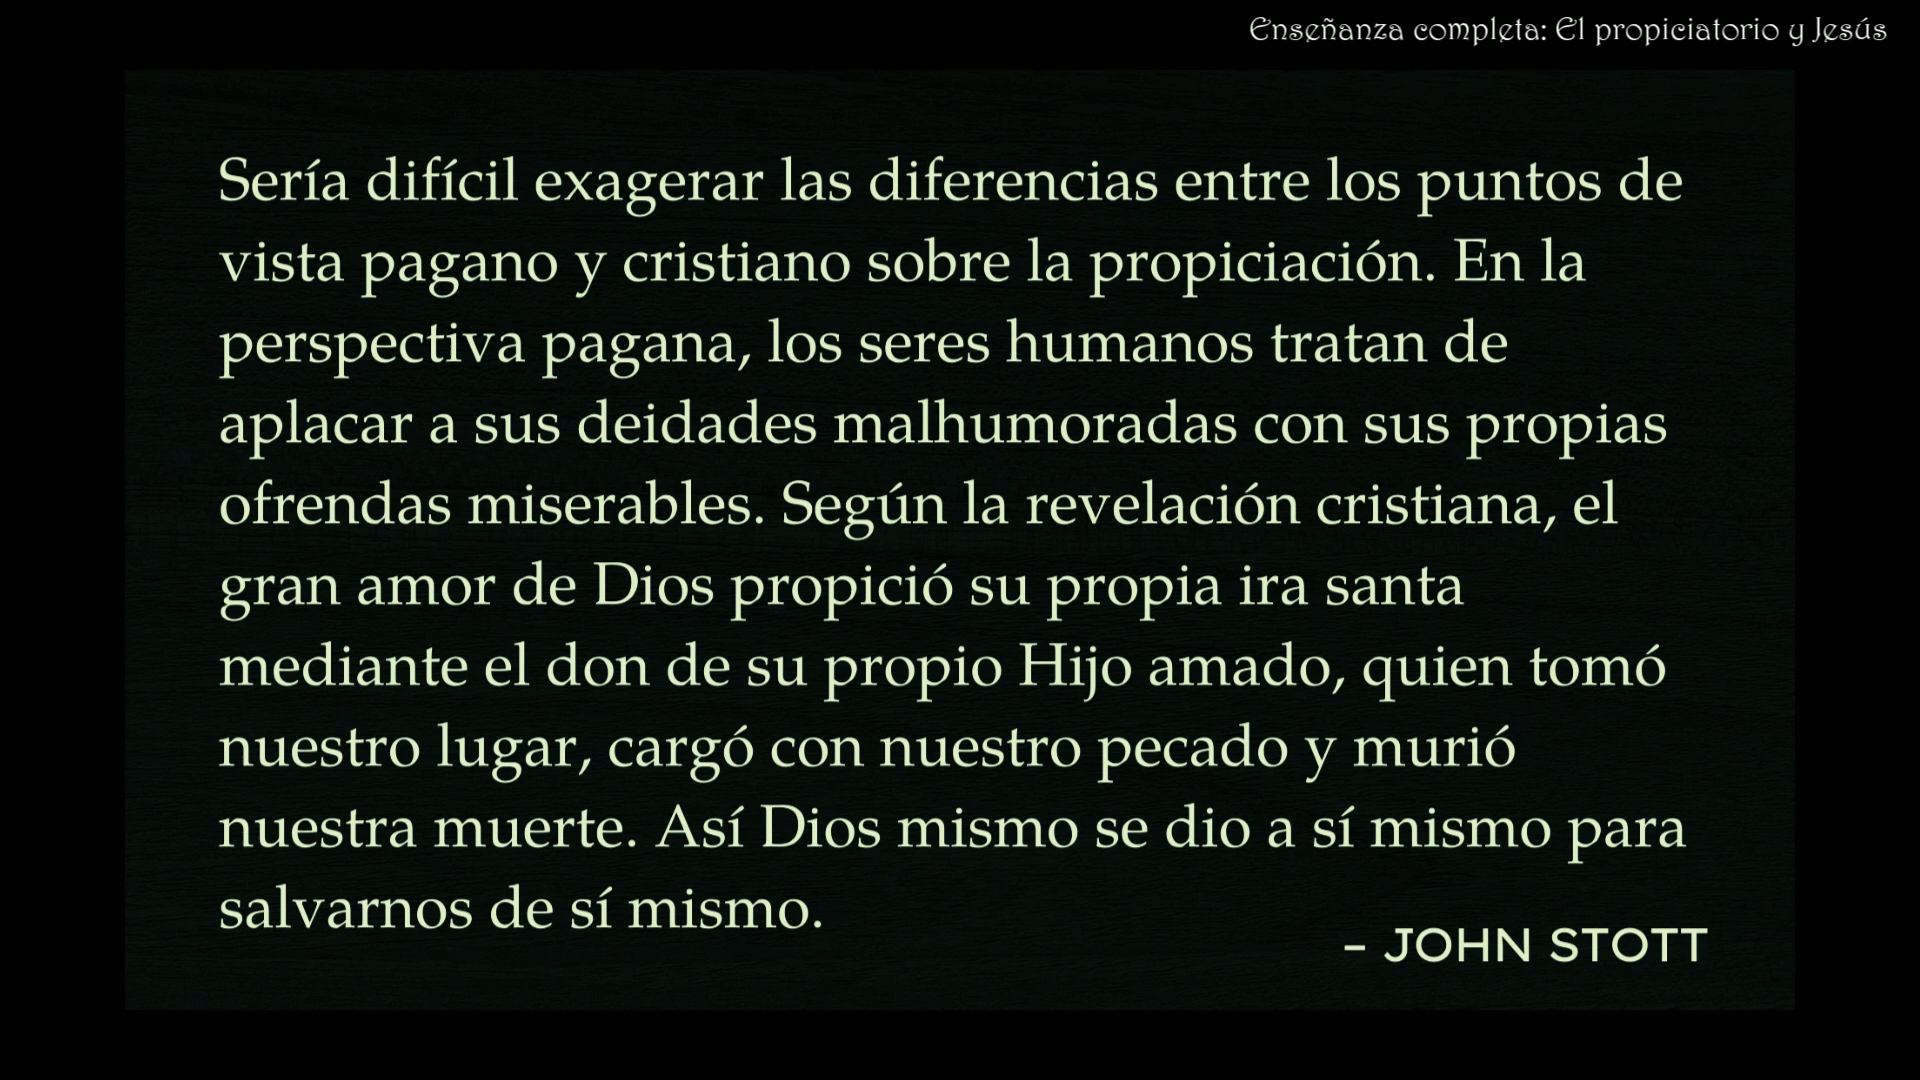 Enseñanza completa: El propiciatorio y Jesús
Sería difícil exagerar las diferencias entre los puntos de
vista pagano y cristiano sobre la propiciación. En la
perspectiva pagana, los seres humanos tratan de
aplacar a sus deidades malhumoradas con sus propias
ofrendas miserables. Según la revelación cristiana, el
gran amor de Dios propició su propia ira santa
mediante el don de su propio Hijo amado, quien tomó
nuestro lugar, cargó con nuestro pecado y murió
nuestra muerte. Así Dios mismo se dio a sí mismo para
salvarnos de sí mismo.
– JOHN STOTT